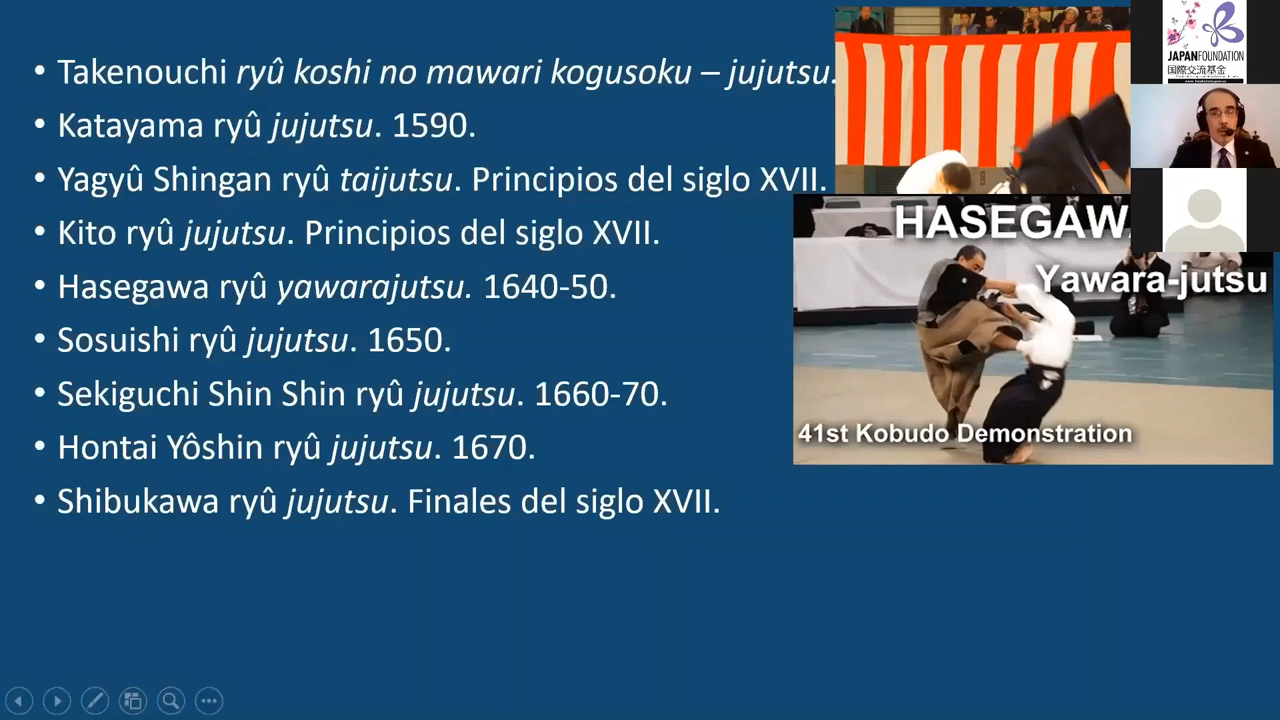 • Takenouchi ryû koshi no mawari kogusoku – jujutsu.
• Katayama ryû jujutsu. 1590.
• Yagyû Shingan ryû taijutsu. Principios del siglo XVII.
• Kito ryû jujutsu. Principios del siglo XVII.
• Hasegawa ryû yawarajutsu. 1640-50.
• Sosuishi ryû jujutsu. 1650.
• Sekiguchi Shin Shin ryû jujutsu. 1660-70.
• Hontai Yôshin ryû jujutsu. 1670.
• Shibukawa ryû jujutsu. Finales del siglo XVII.
HASEGAW
Yawara-jutsu
41st Kobudo Demonstration
JAPANFOUNDATION
国際交流基金